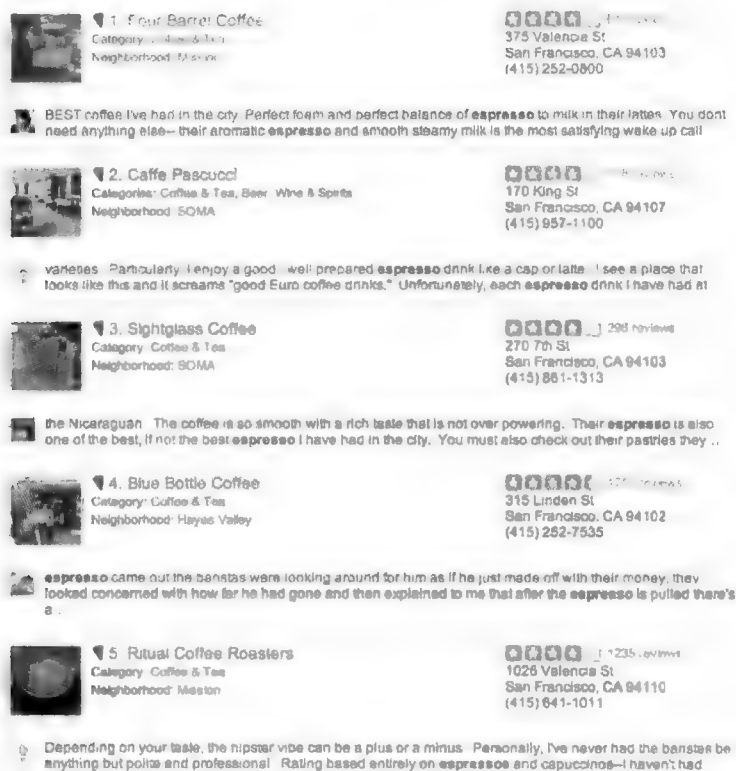 1. Four Barrel Coffee
375 Valencia St
Category: Coffee & Tea
San Francisco, CA 94103
Neighborhood: Mission
(415) 252-0800
BEST coffee I've had in the city Perfect foam and perfect balance of espresso to milk in their lattes You dont
need anything else-- their aromatic espresso and smooth steamy milk is the most satisfying wake up call
2. Caffe Pascucci
Categories: Coffee & Tea, Beer Wine & Spirits
170 King St
Neighborhood: SOMA
San Francisco, CA 94107
(415) 957-1100
varieties Particularly I enjoy a good well prepared espresso drink like a cap or latte I see a place that
looks like this and it screams "good Euro coffee drinks." Unfortunately, each espresso drink I have had at
3. Sightglass Coffee
298 reviews
Category Coffee & Tea
270 7th St
Neighborhood: SOMA
San Francisco, CA 94103
(415) 861-1313
the Nicaraguan The coffee is so smooth with a rich taste that is not over powering. Their espresso is also
one of the best, if not the best espresso I have had in the city. You must also check out their pastries they ..
4. Blue Bottle Coffee
reviews
Category: Coffee & Tea
315 Linden St
Neighborhood: Hayes Valley
San Francisco, CA 94102
(415) 252-7535
espresso came out the baristas were looking around for him as if he just made off with their money, they
looked concerned with how far he had gone and then explained to me that after the espresso is pulled there's
a ..
5 Ritual Coffee Roasters
1235 reviews
Category Coffee & Tea
1026 Valencia St
Neighborhood: Mission
San Francisco, CA 94110
(415) 641-1011
Depending on your taste, the hipster vibe can be a plus or a minus Personally, I've never had the baristas be
anything but polite and professional Rating based entirely on espressos and capuccinos--I haven't had